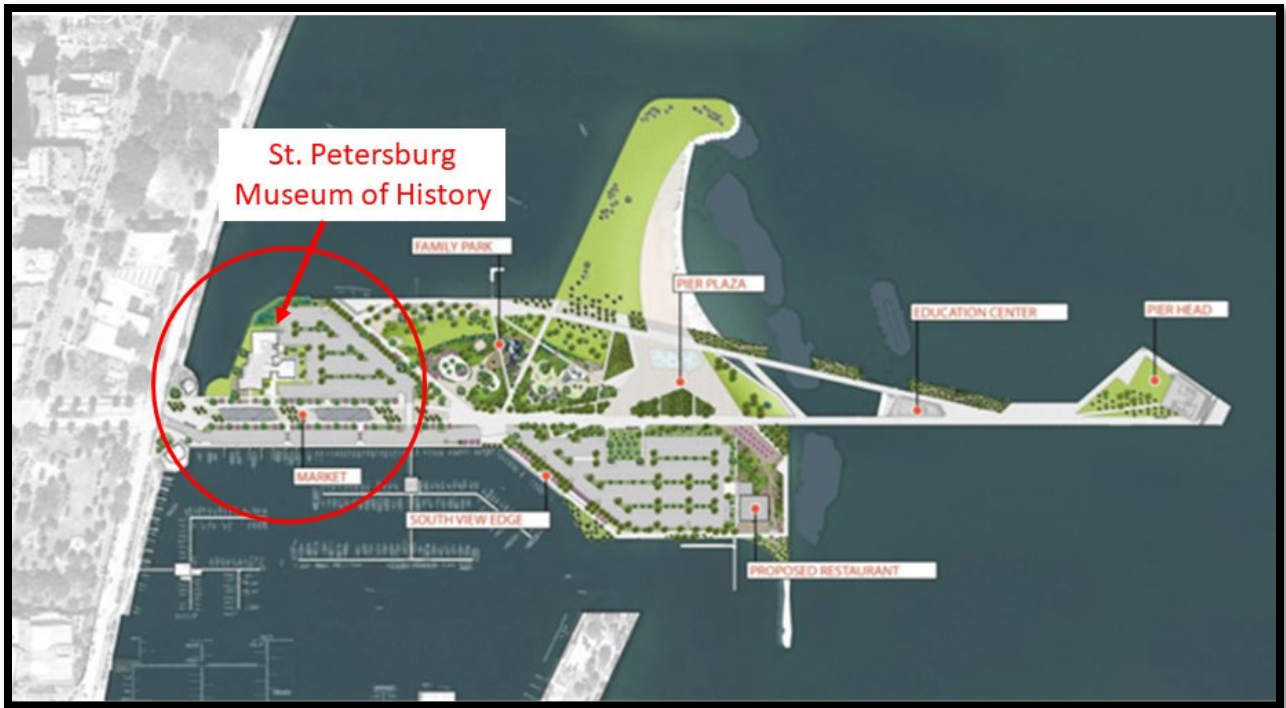 St. Petersburg
Museum of History
FAMILY PARK
PIER PLAZA
EDUCATION CENTER
PIER HEAD
MARKET
SOUTH VIEW EDGE
PROPOSED RESTAURANT